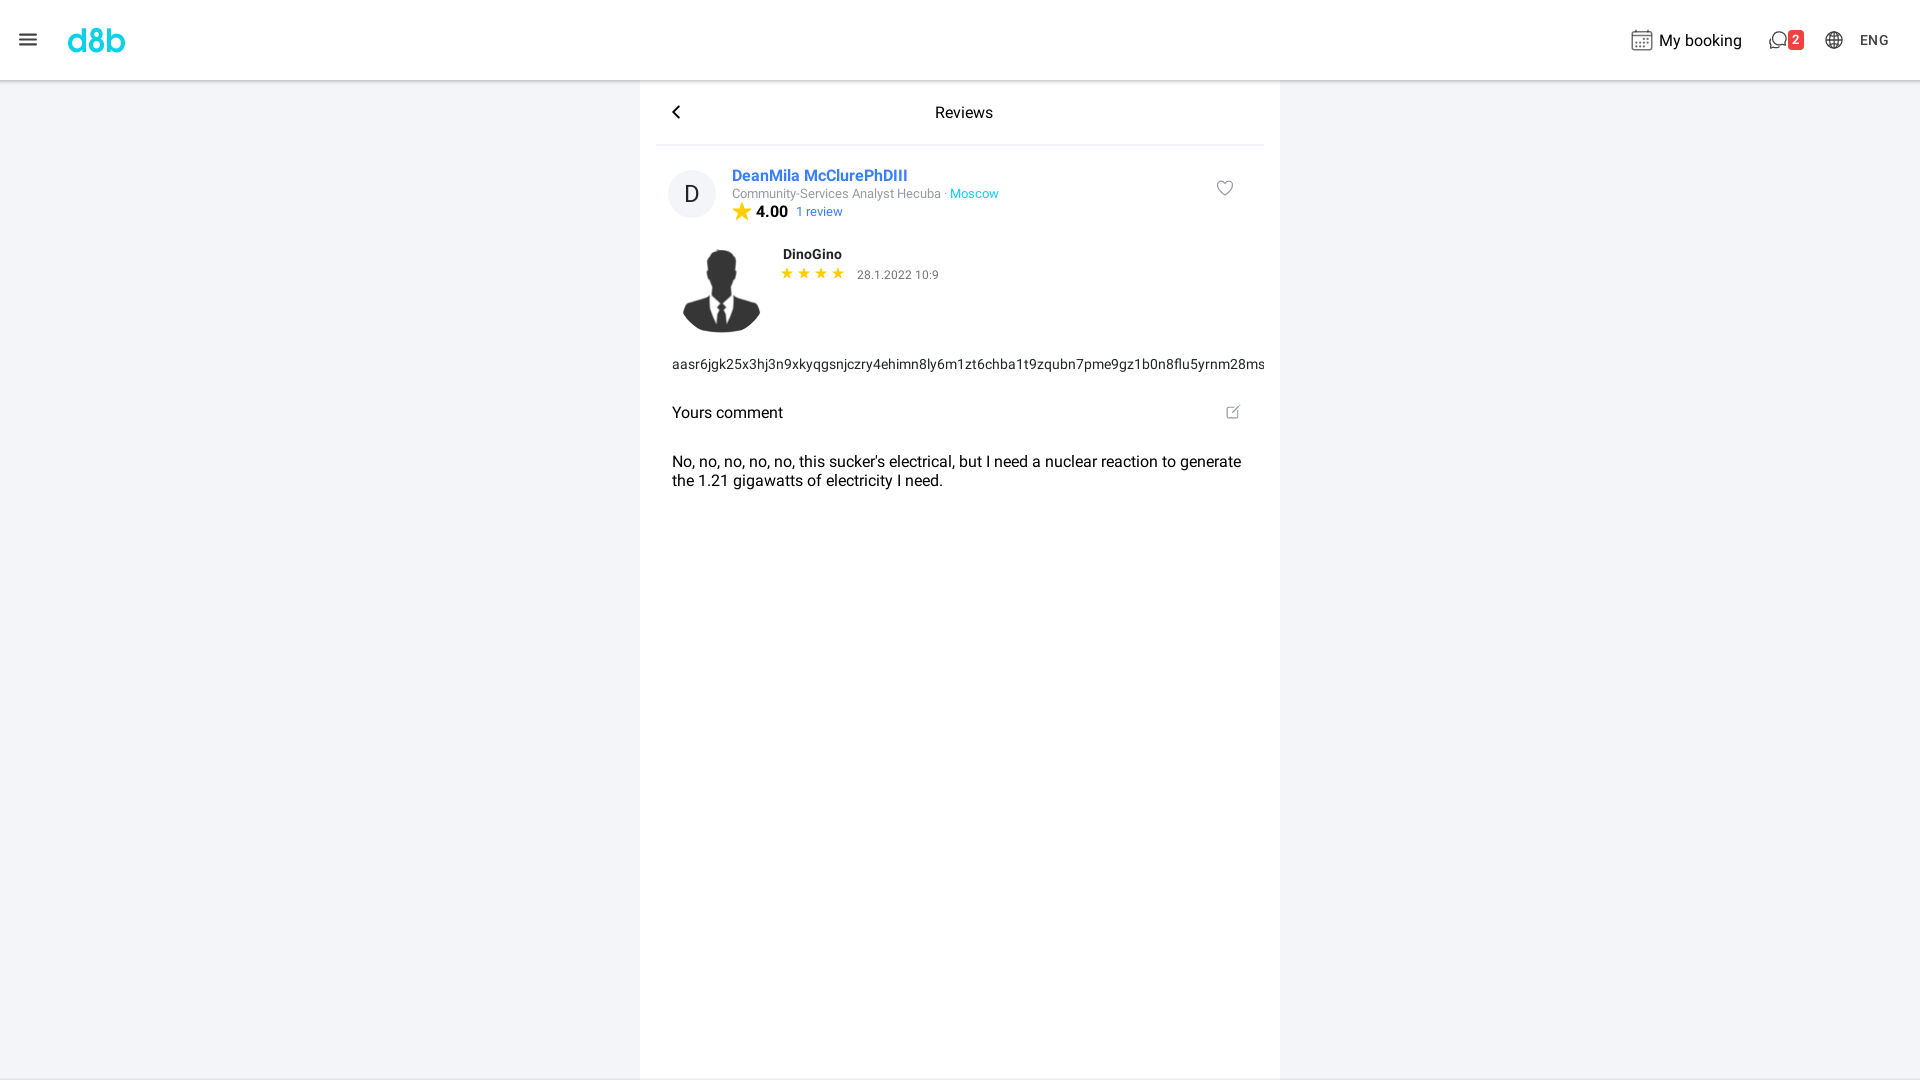 d8b
My booking
2
ENG
Reviews
D
DeanMila McClurePhDIII
Community-Services Analyst Hecuba · Moscow
4.00 1 review
DinoGino
28.1.2022 10:9
aasr6jgk25x3hj3n9xkyqgsnjczry4ehimn8ly6m1zt6chba1t9zqubn7pme9gz1b0n8flu5yrnm28ms
Yours comment
No, no, no, no, no, this sucker's electrical, but I need a nuclear reaction to generate
the 1.21 gigawatts of electricity I need.